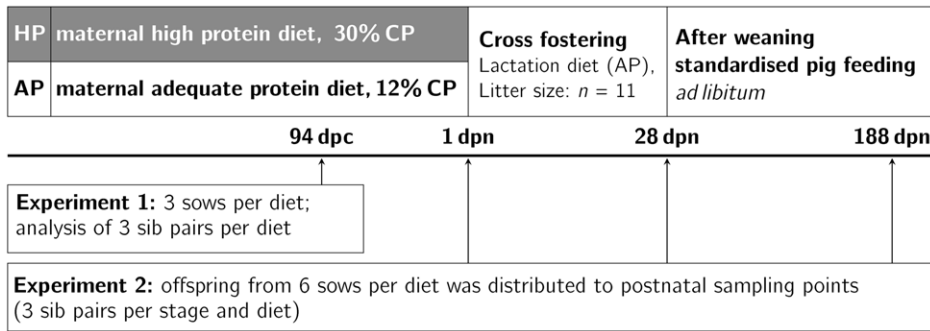 HP maternal high protein diet, 30% CP
AP maternal adequate protein diet, 12% CP
Cross fostering
Lactation diet (AP),
Litter size: n = 11
After weaning
standardised pig feeding
ad libitum
94 dpc 1 dpn 28 dpn 188 dpn
Experiment 1: 3 sows per diet;
analysis of 3 sib pairs per diet
Experiment 2: offspring from 6 sows per diet was distributed to postnatal sampling points
(3 sib pairs per stage and diet)